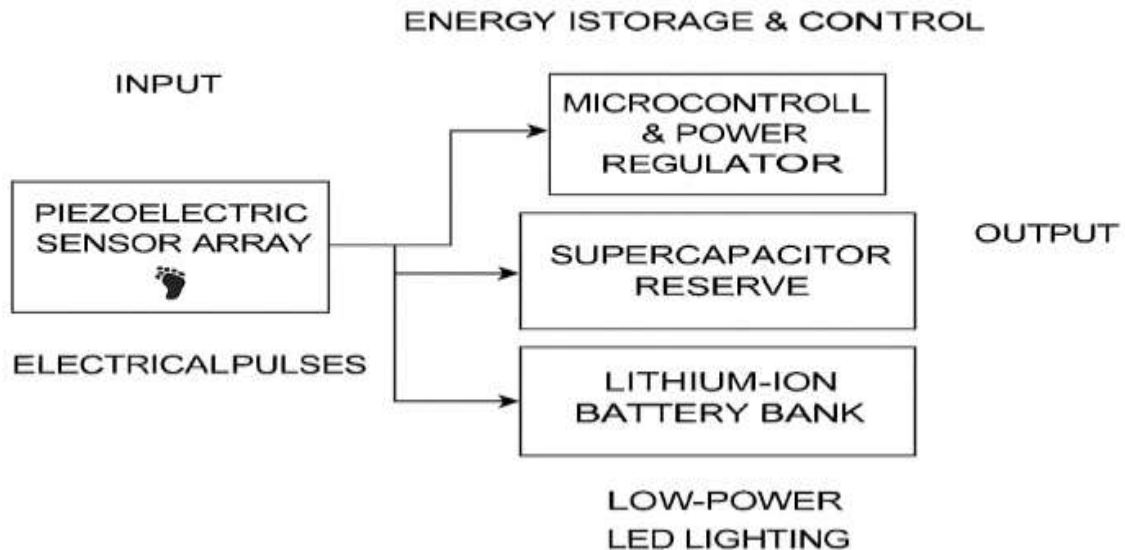 ENERGY ISTORAGE & CONTROL
INPUT
MICROCONTROLL
& POWER
REGULATOR
PIEZOELECTRIC
SENSOR ARRAY
SUPERCAPACITOR
RESERVE
OUTPUT
ELECTRICALPULSES
LITHIUM-ION
BATTERY BANK
LOW-POWER
LED LIGHTING